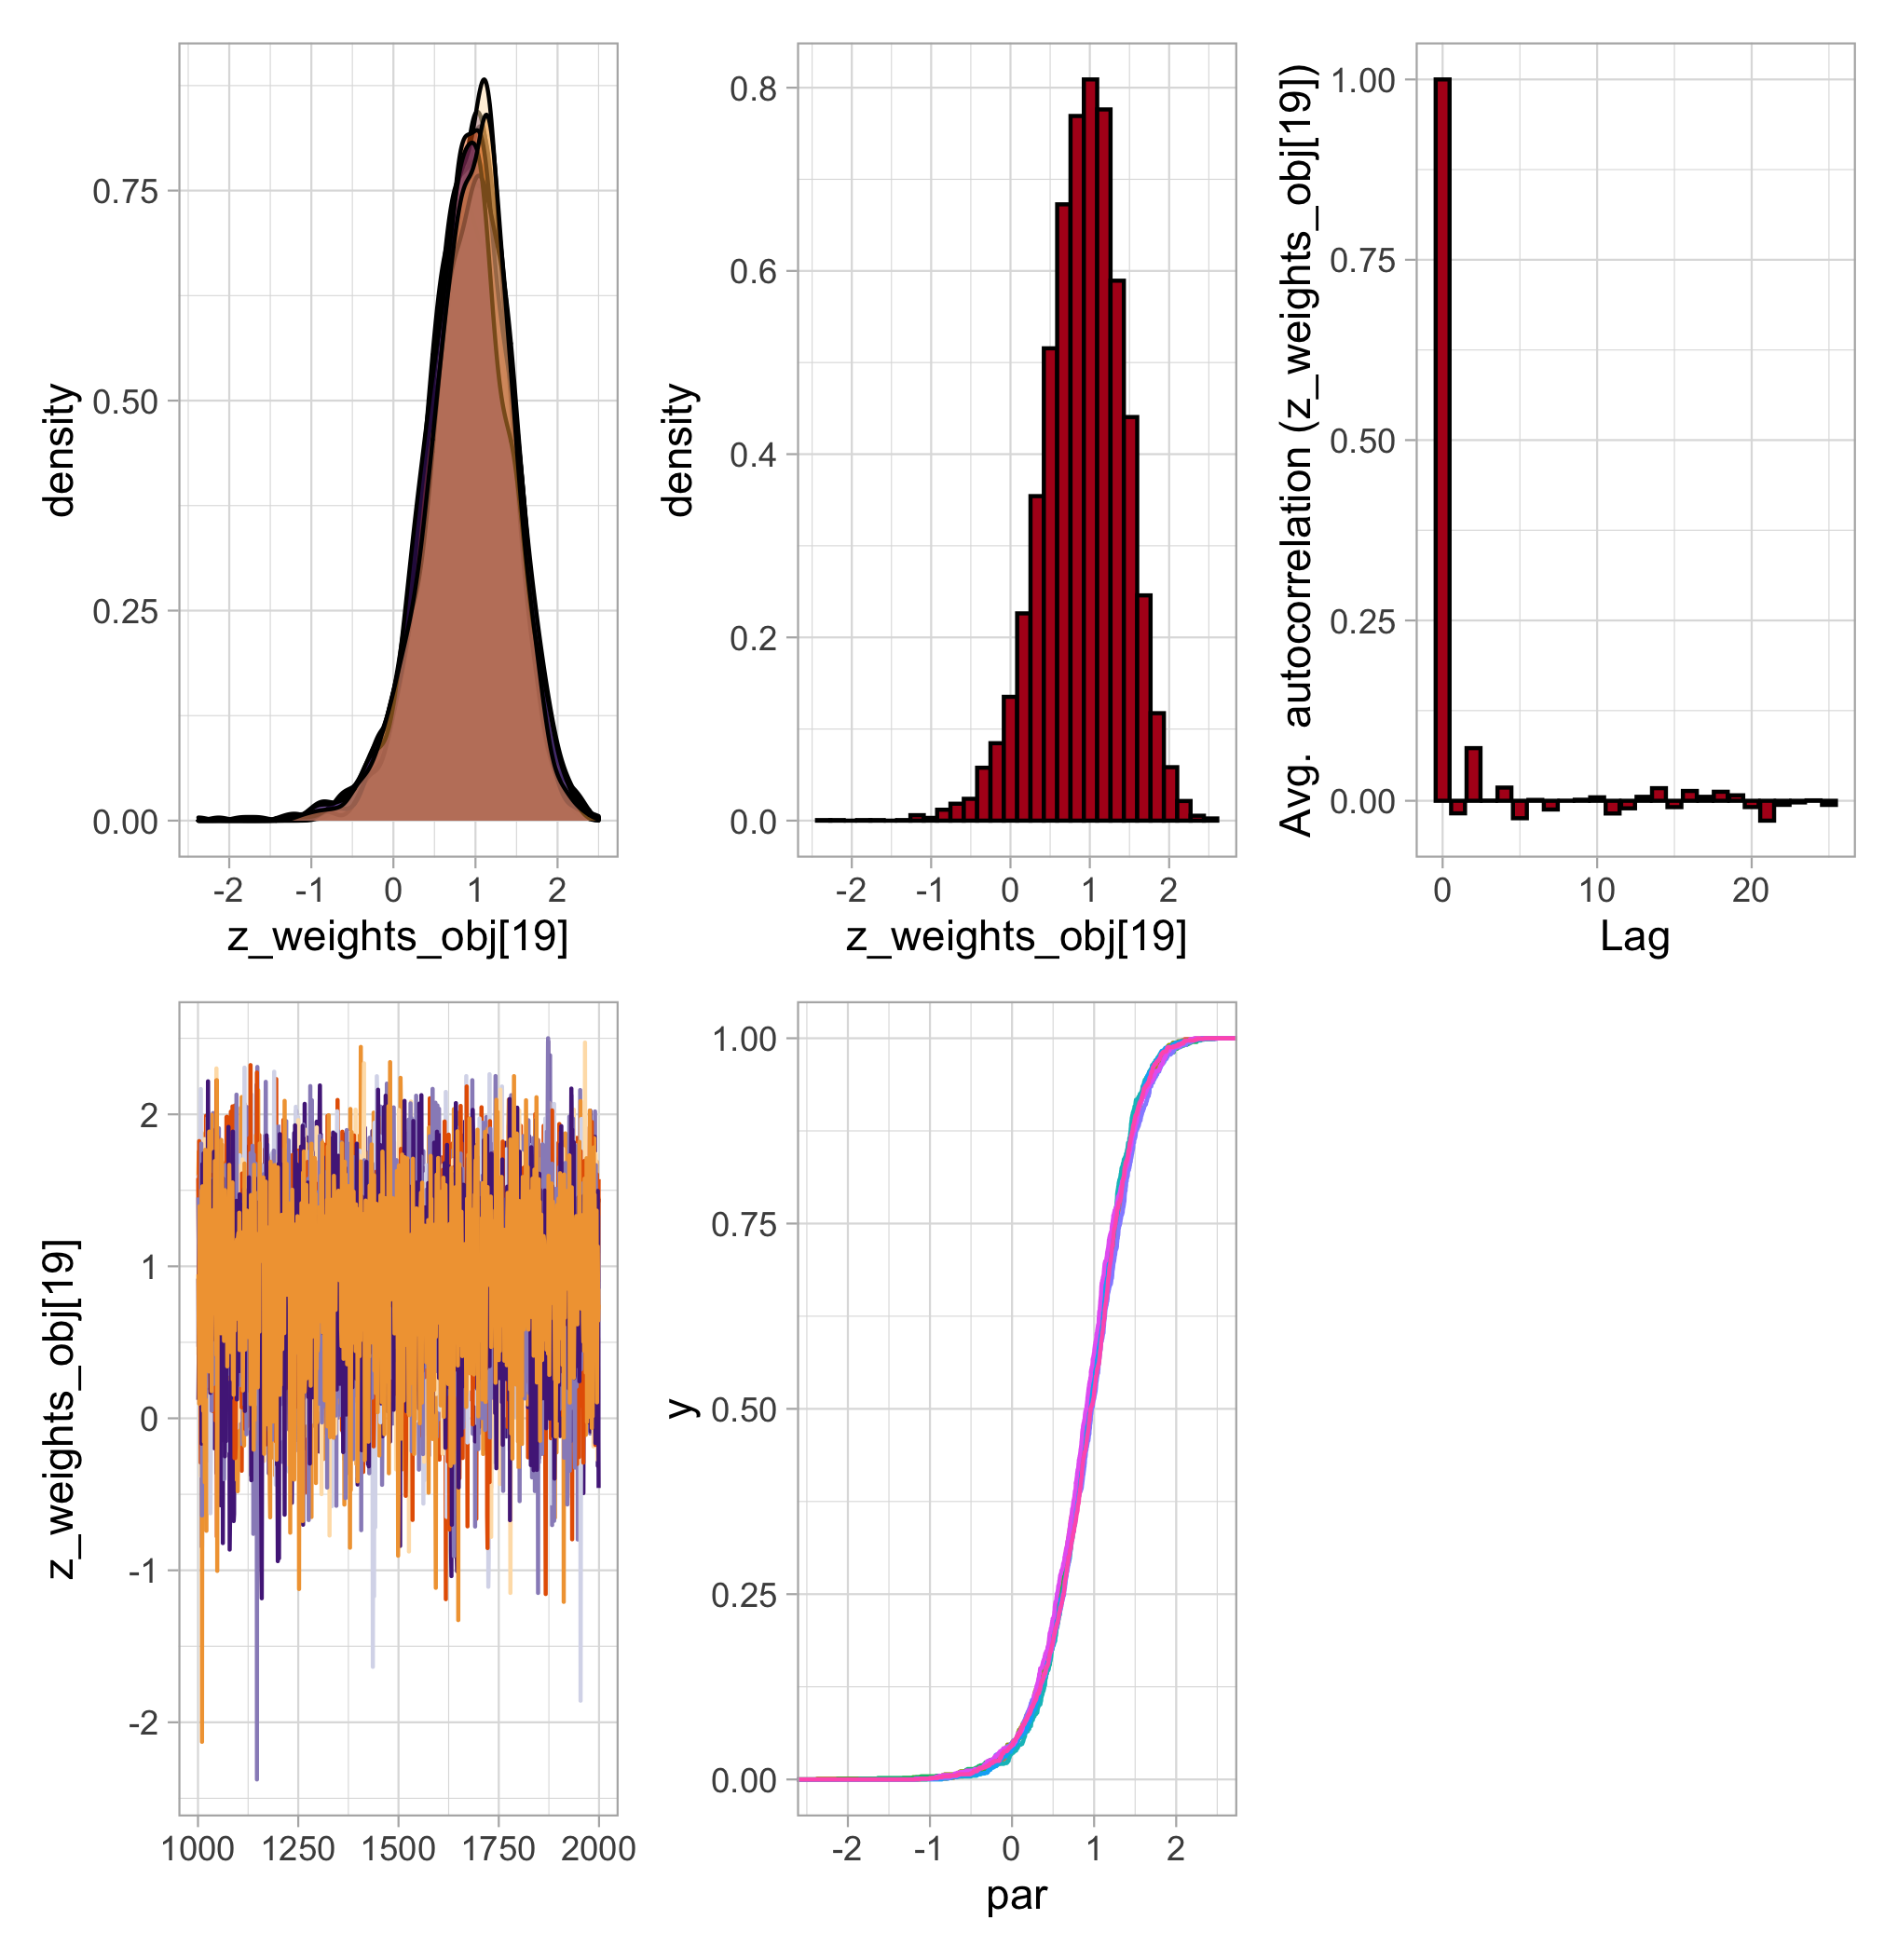 density
0.75
0.50
0.25
0.00
-2 -1 0 1 2
z_weights_obj[19]
density
0.8
0.6
0.4
0.2
0.0
-2 -1 0 1 2
z_weights_obj[19]
Avg. autocorrelation (z_weights_obj[19])
1.00
0.75
0.50
0.25
0.00
0 10 20
Lag
z_weights_obj[19]
2
1
0
-1
-2
1000 1250 1500 1750 2000
y
1.00
0.75
0.50
0.25
0.00
-2 -1 0 1 2
par